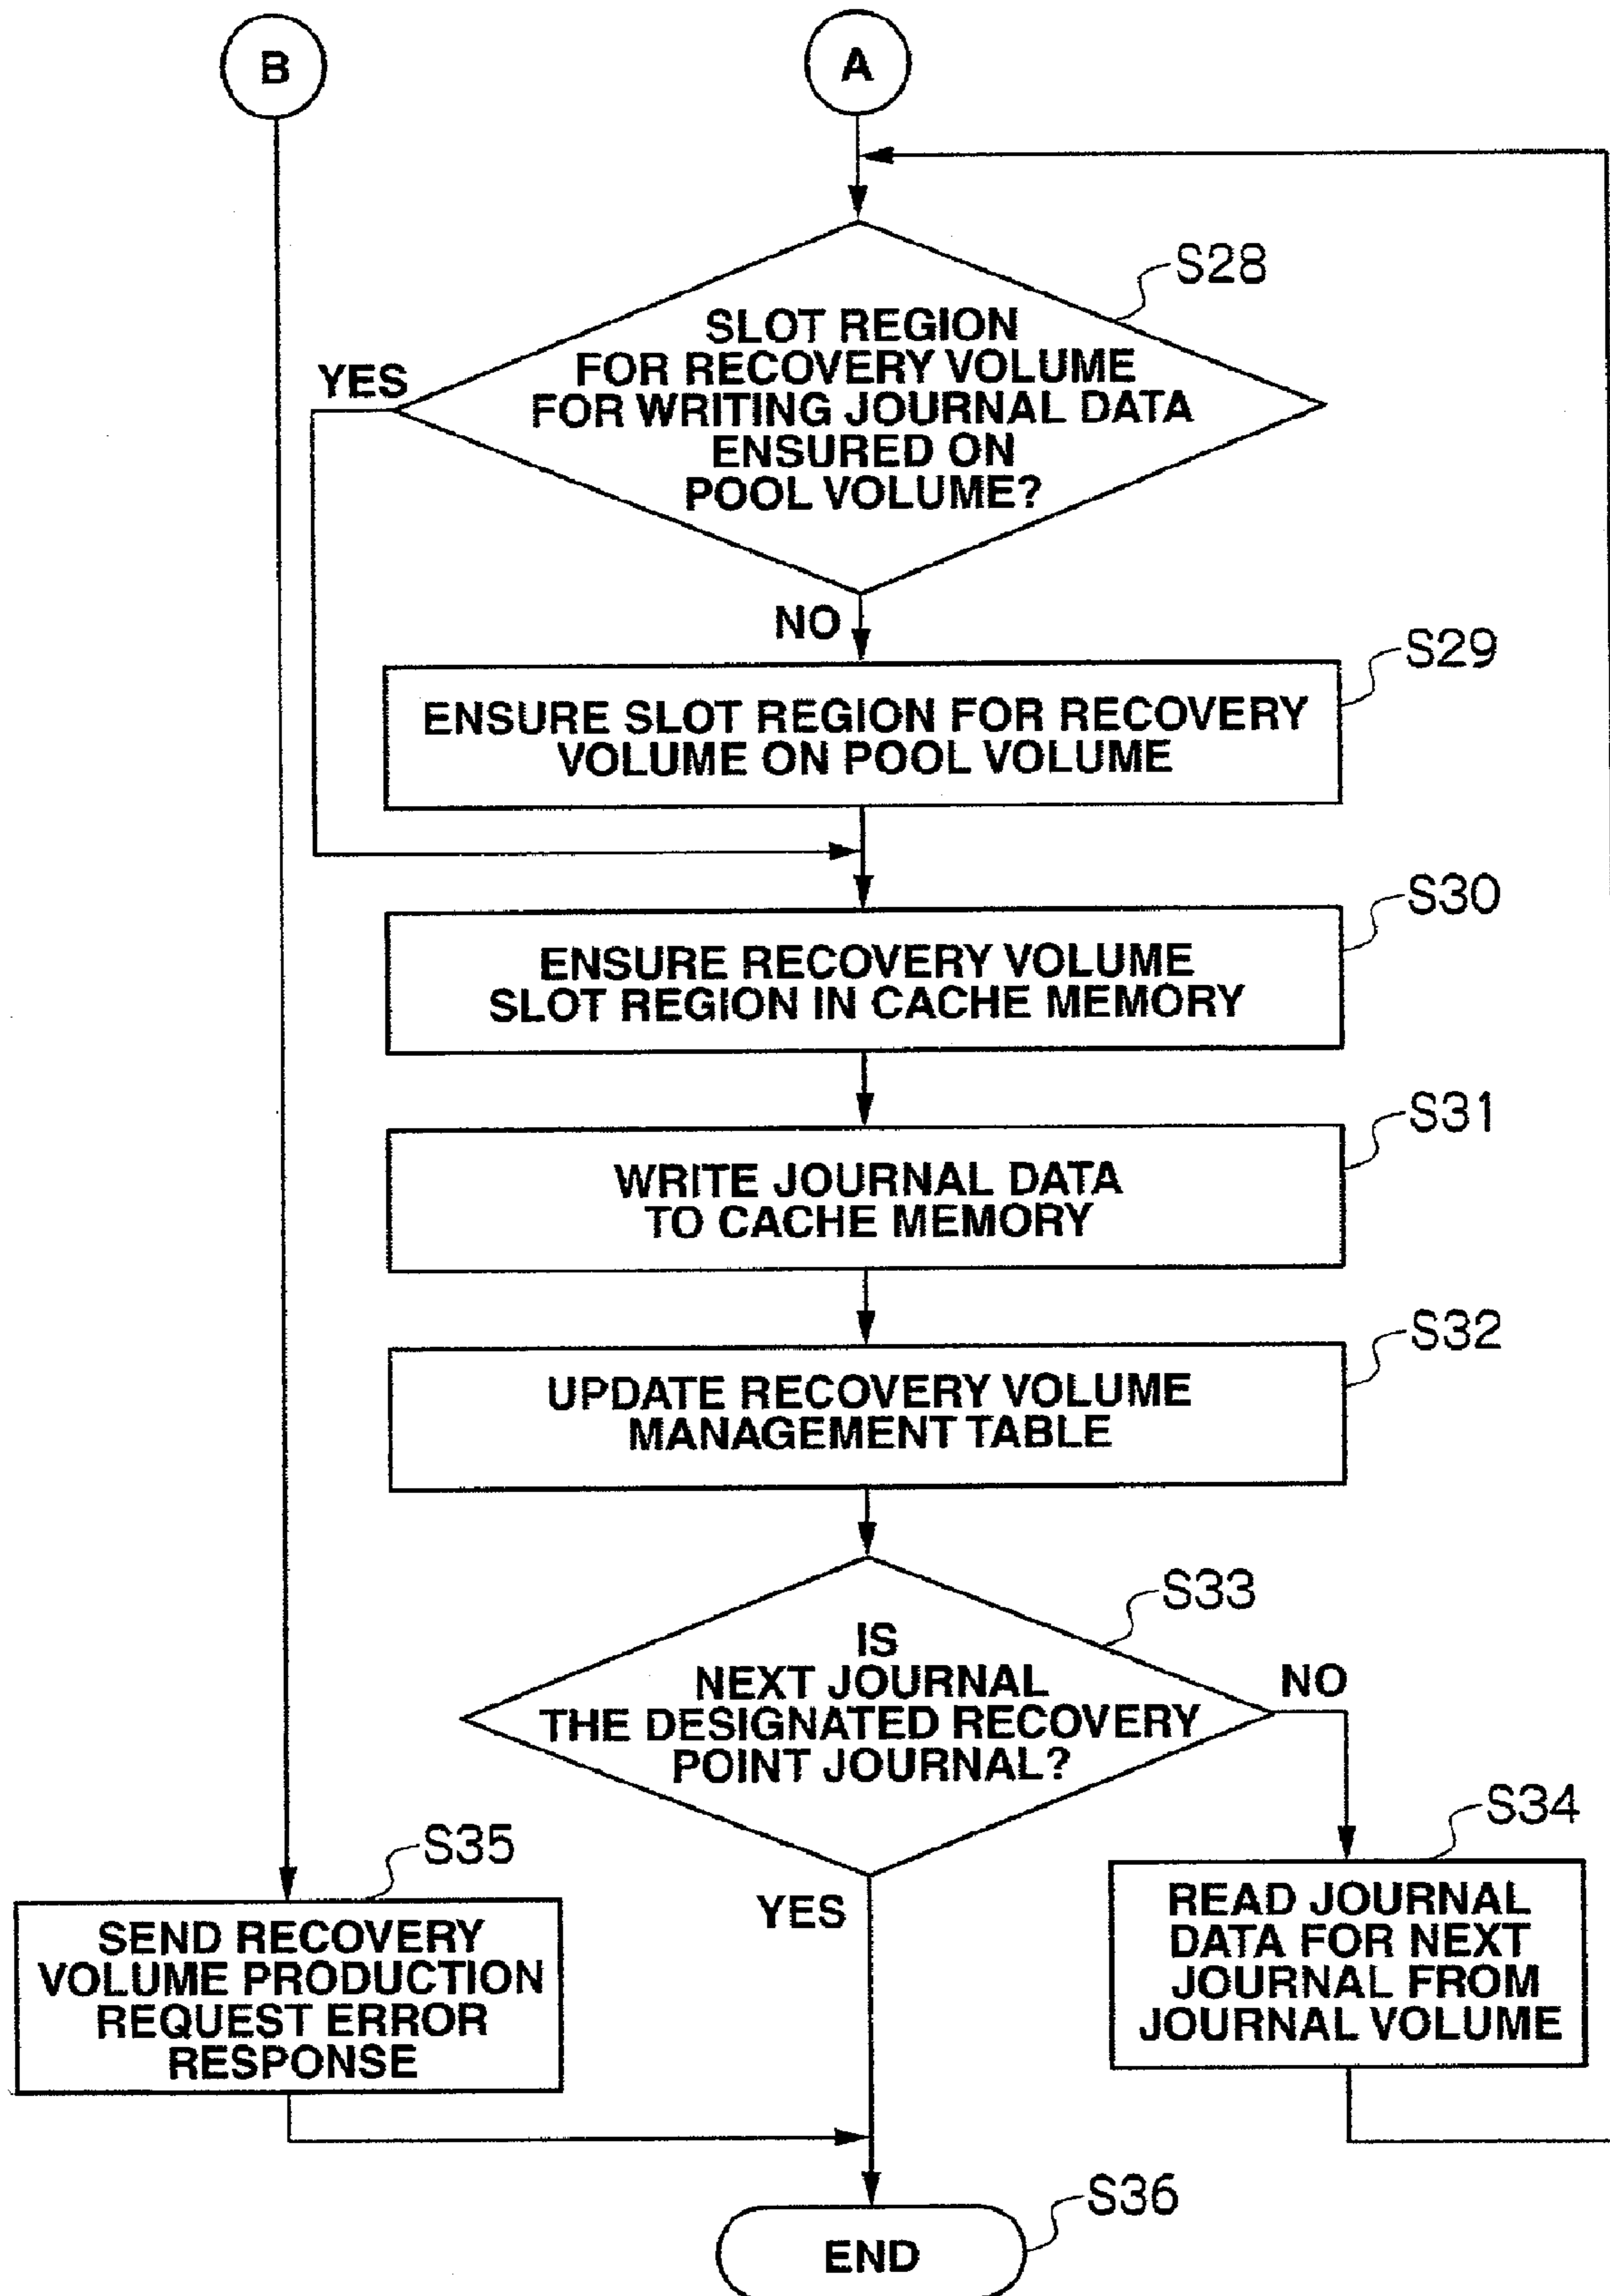 B
A
S28
SLOT REGION
FOR RECOVERY VOLUME
FOR WRITING JOURNAL DATA
ENSURED ON
POOL VOLUME?
YES
NO
S29
ENSURE SLOT REGION FOR RECOVERY
VOLUME ON POOL VOLUME
S30
ENSURE RECOVERY VOLUME
SLOT REGION IN CACHE MEMORY
S31
WRITE JOURNAL DATA
TO CACHE MEMORY
S32
UPDATE RECOVERY VOLUME
MANAGEMENT TABLE
S33
IS
NEXT JOURNAL
THE DESIGNATED RECOVERY
POINT JOURNAL?
NO
YES
S34
READ JOURNAL
DATA FOR NEXT
JOURNAL FROM
JOURNAL VOLUME
S35
SEND RECOVERY
VOLUME PRODUCTION
REQUEST ERROR
RESPONSE
S36
END